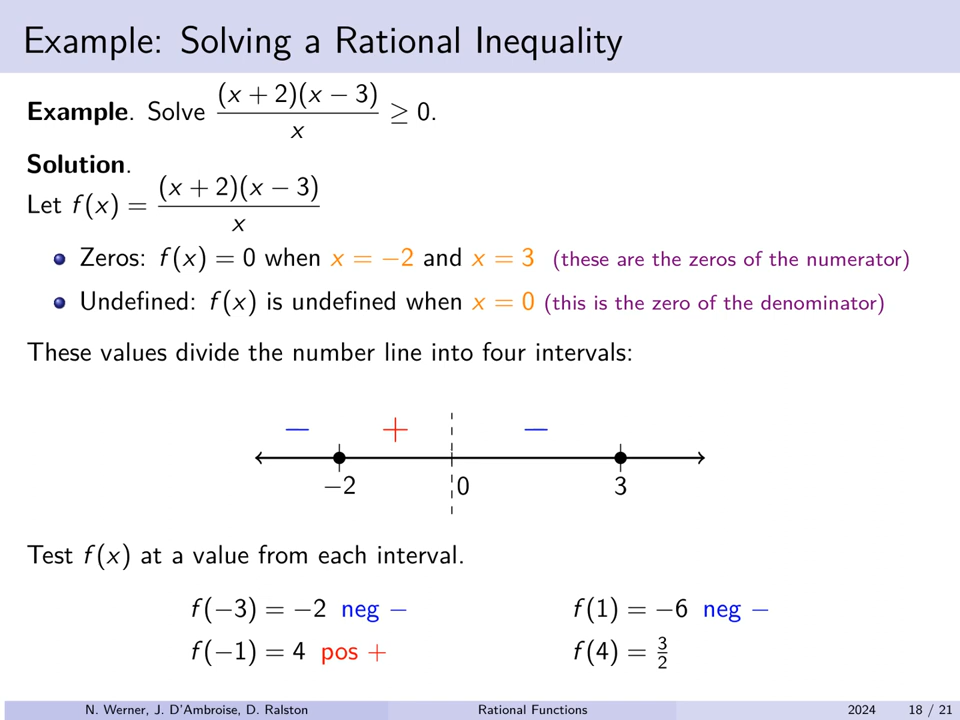 Example: Solving a Rational Inequality
Example. Solve (x + 2)(x − 3) / x ≥ 0.
Solution.
Let f(x) = (x + 2)(x − 3) / x
Zeros: f(x) = 0 when x = −2 and x = 3 (these are the zeros of the numerator)
Undefined: f(x) is undefined when x = 0 (this is the zero of the denominator)
These values divide the number line into four intervals:
− + −
−2 0 3
Test f(x) at a value from each interval.
f(−3) = −2 neg − f(1) = −6 neg −
f(−1) = 4 pos + f(4) = 3/2
N. Werner, J. D'Ambroise, D. Ralston Rational Functions 2024 18 / 21